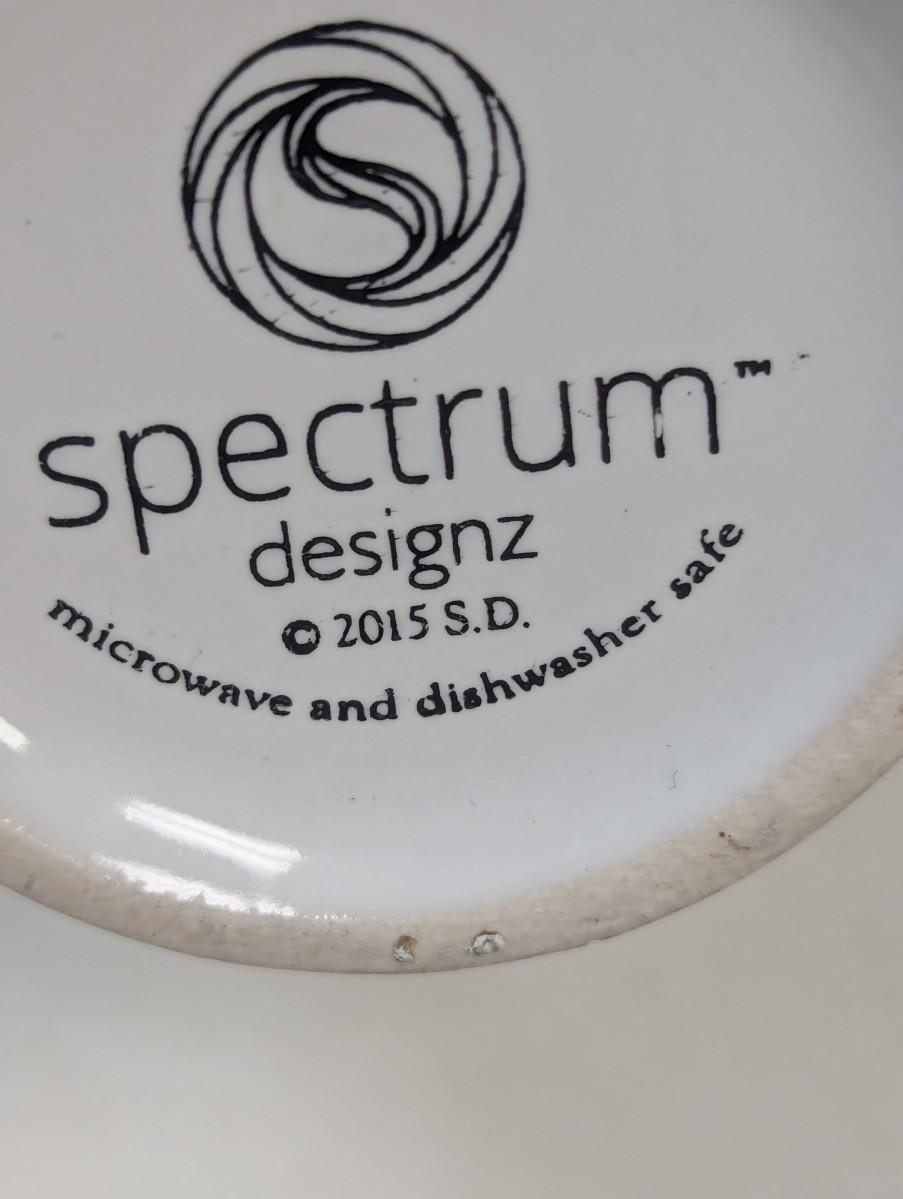 spectrum™
designz
© 2015 S.D.
microwave and dishwasher safe